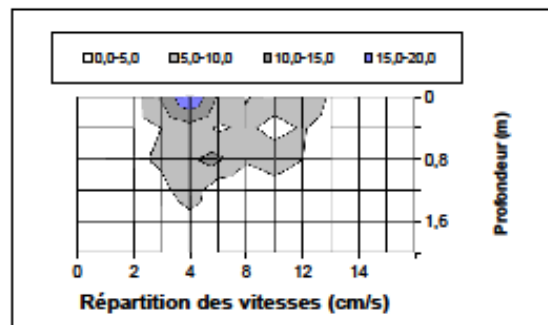 0,0-5,0 5,0-10,0 10,0-15,0 15,0-20,0
0
0,8
1,6
Profondeur (m)
0 2 4 6 8 10 12 14
Répartition des vitesses (cm/s)